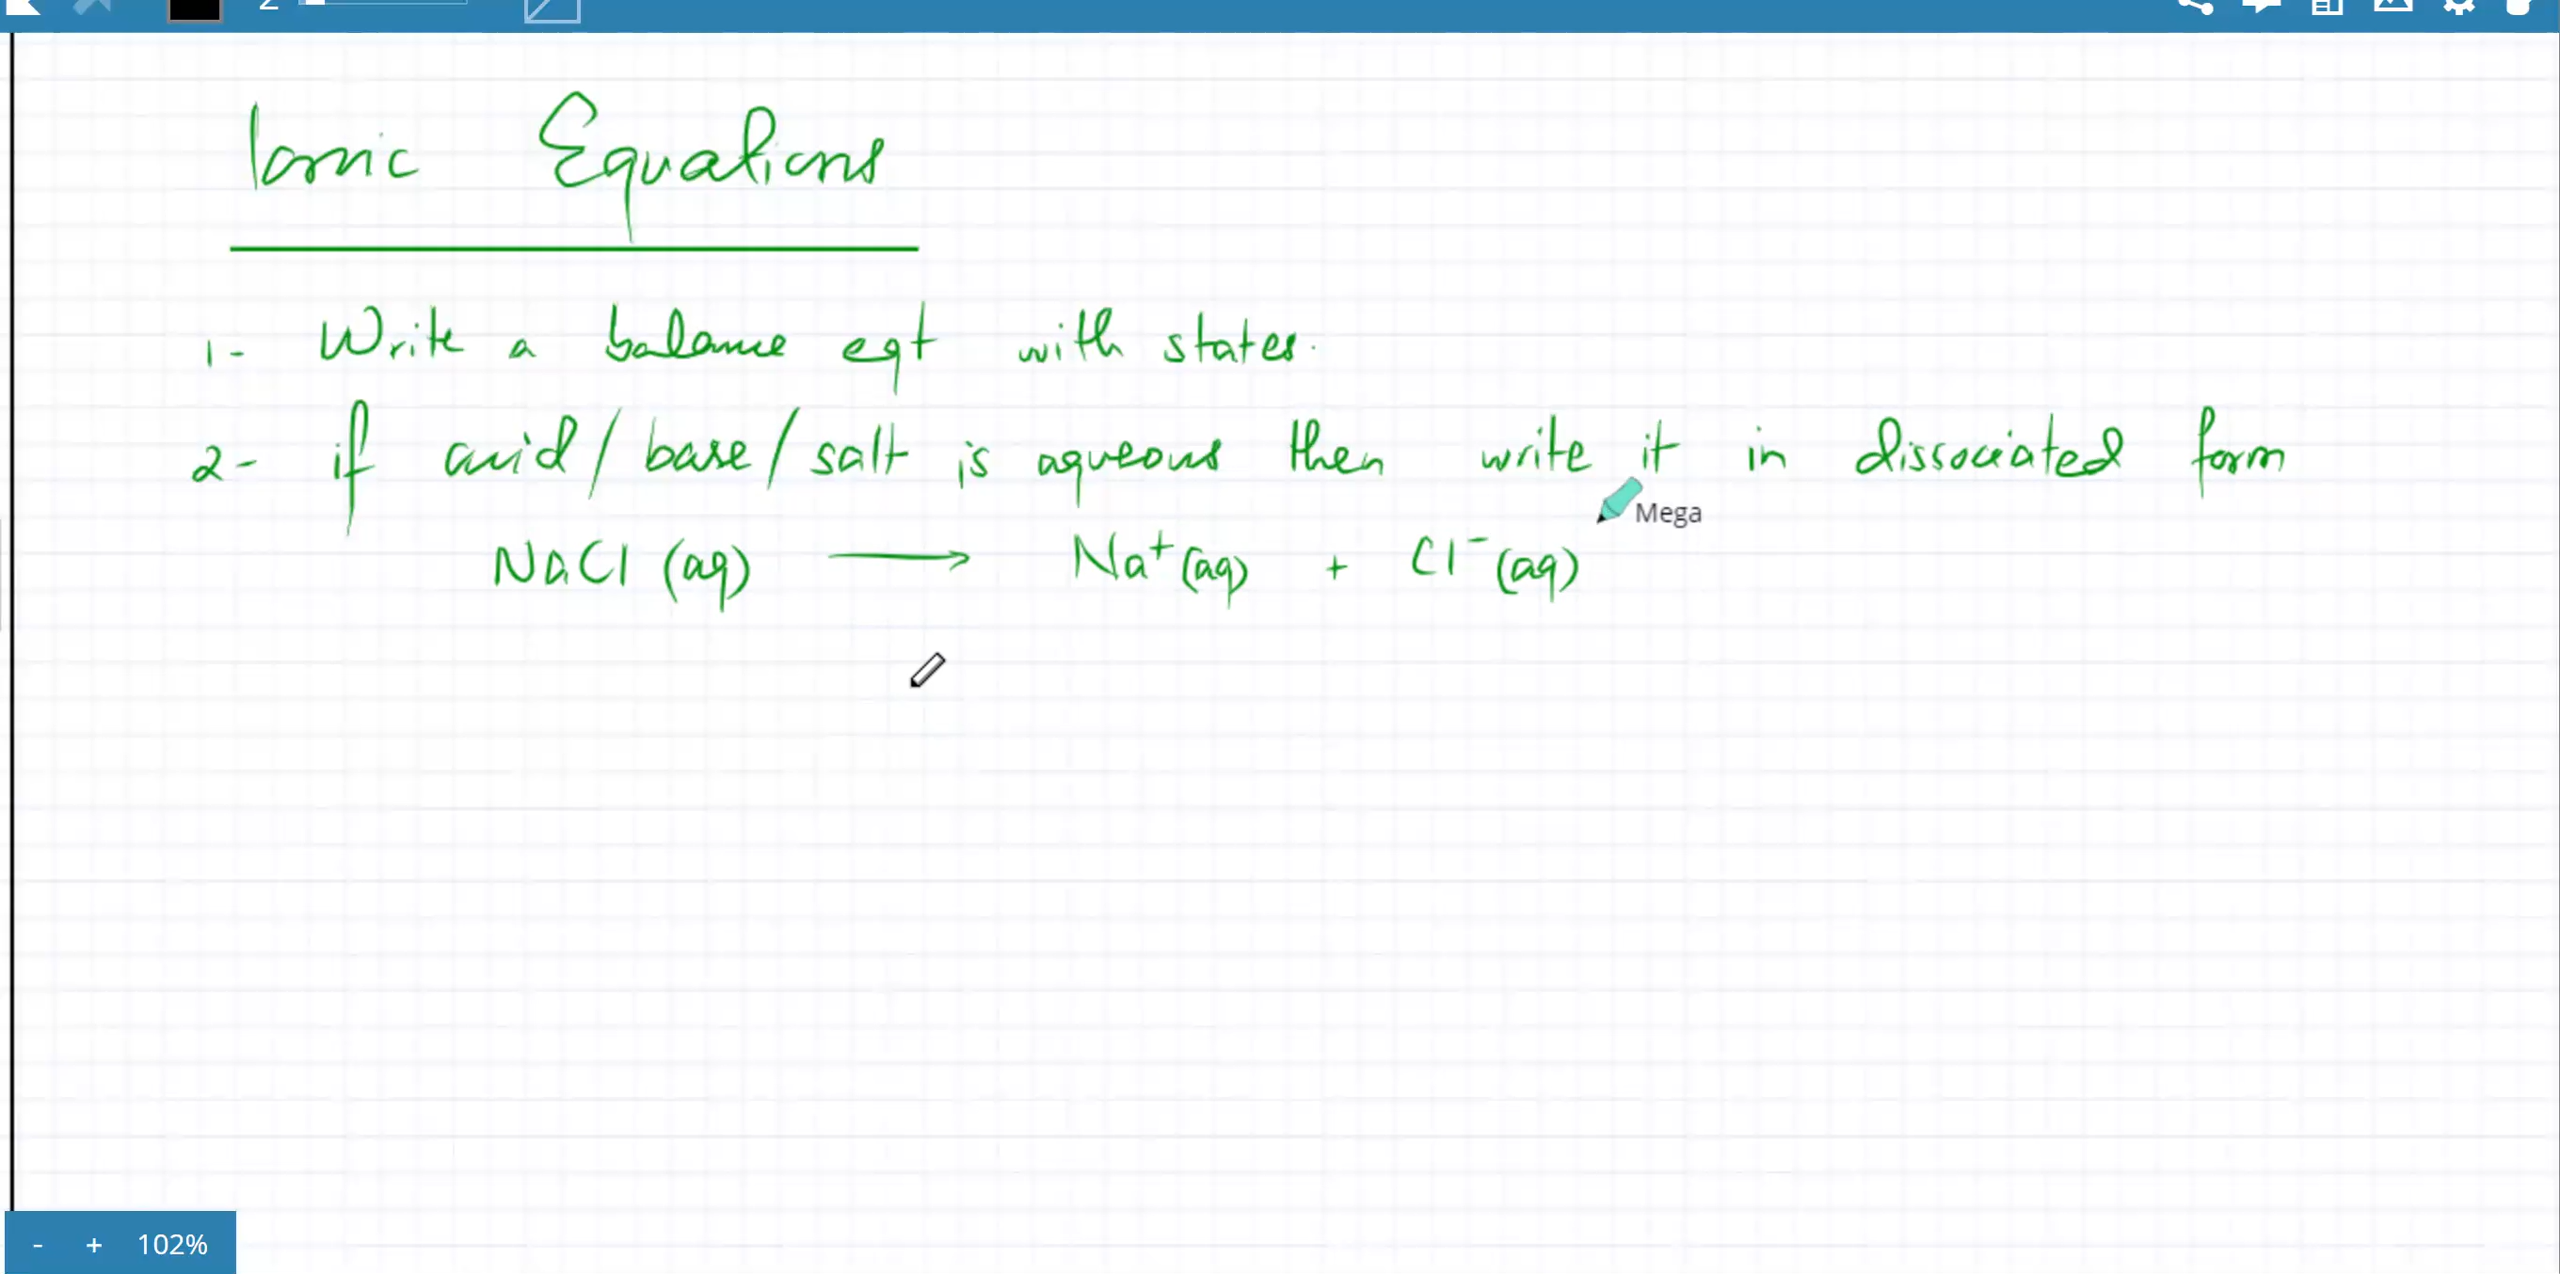 2
Ionic Equations
1- Write a balance eqt with states.
2- if acid/base/salt is aqueous then write it in dissociated form
Mega
NaCl (aq) ⟶ Na⁺(aq) + Cl⁻(aq)
- + 102%